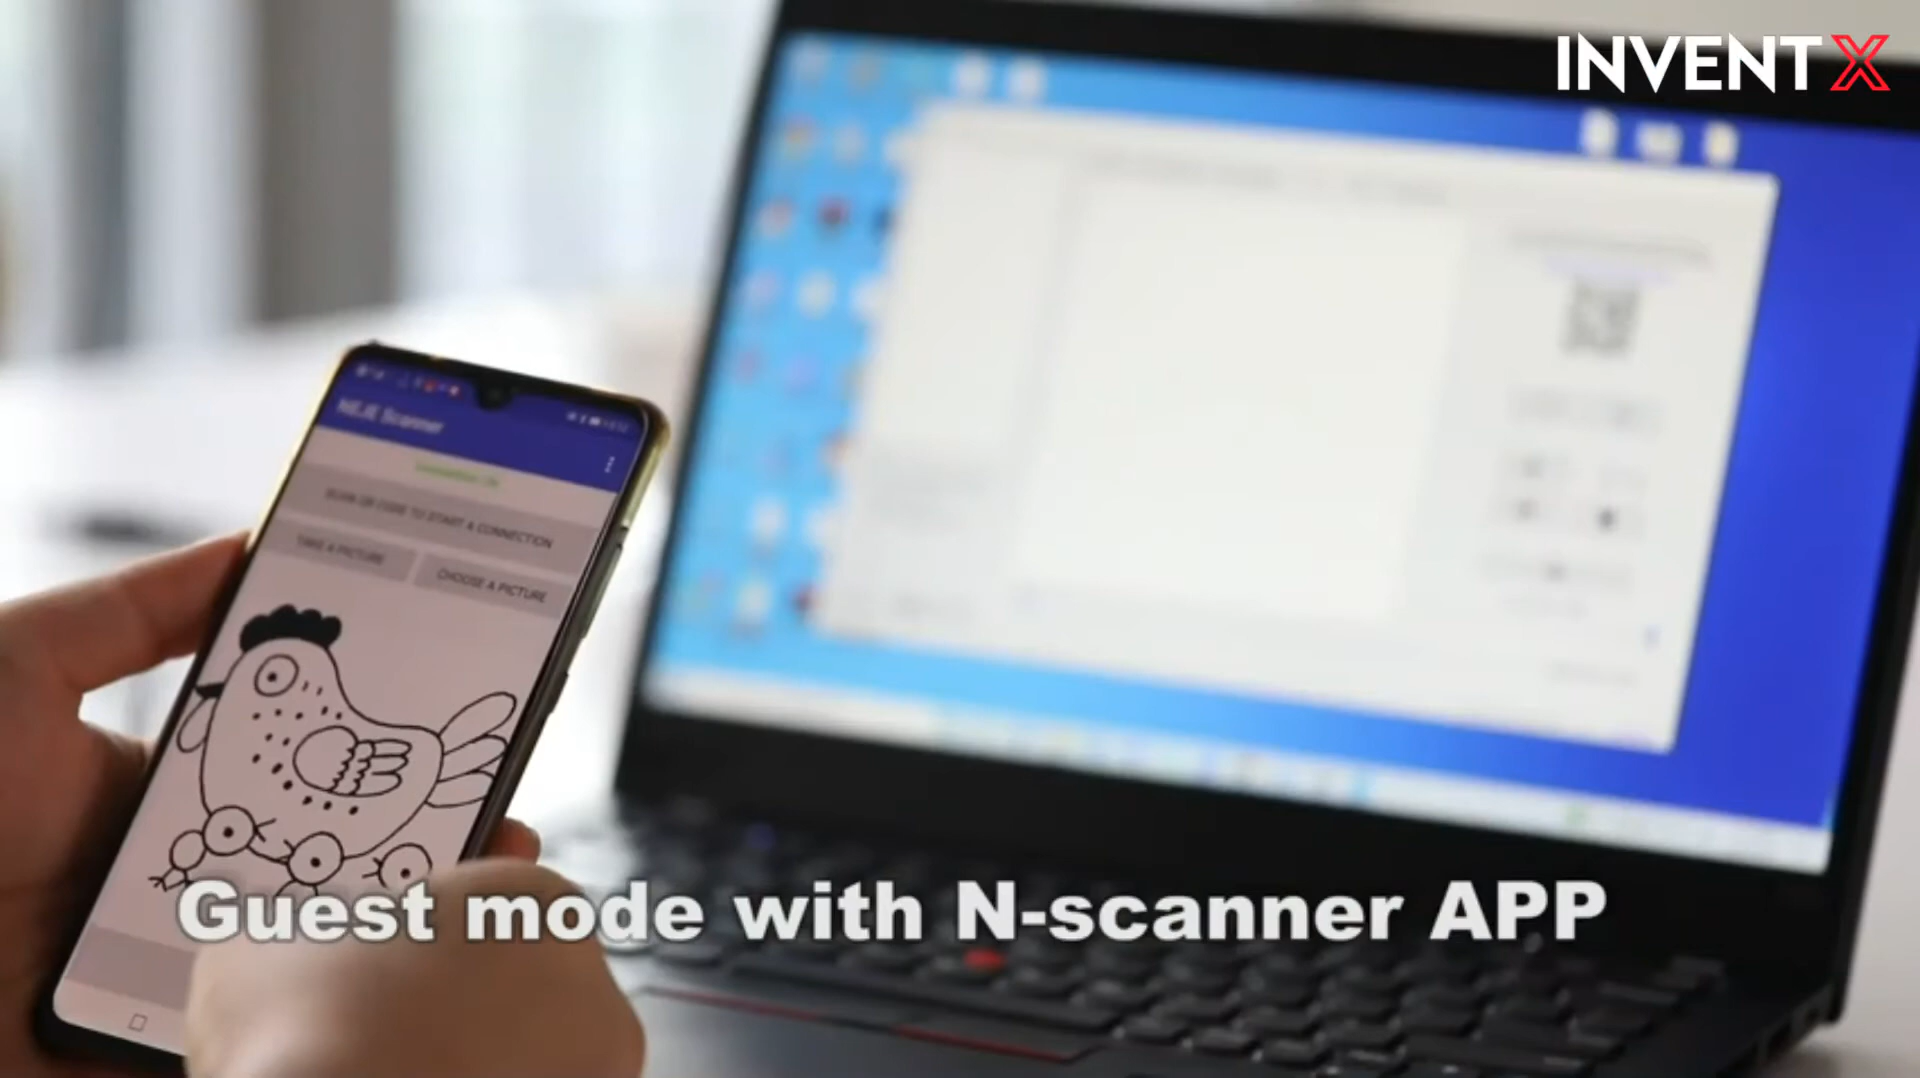 INVENTX
NEJE Scanner
SCAN QR CODE TO START A CONNECTION
TAKE A PICTURE
CHOOSE A PICTURE
Guest mode with N-scanner APP